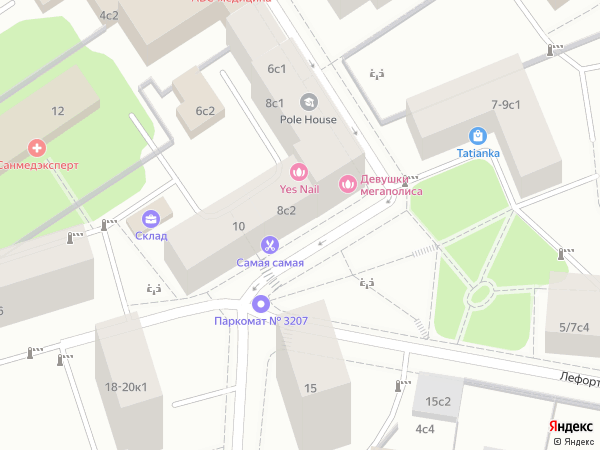 4с2
6с1
12
8с1
6с2
Pole House
7-9с1
Санмедэксперт
Tatianka
Yes Nail
Девушки
мегаполиса
8с2
10
Склад
Самая самая
Паркомат № 3207
5/7с4
18-20к1
15
15с2
4с4
Лефорт
Яндекс